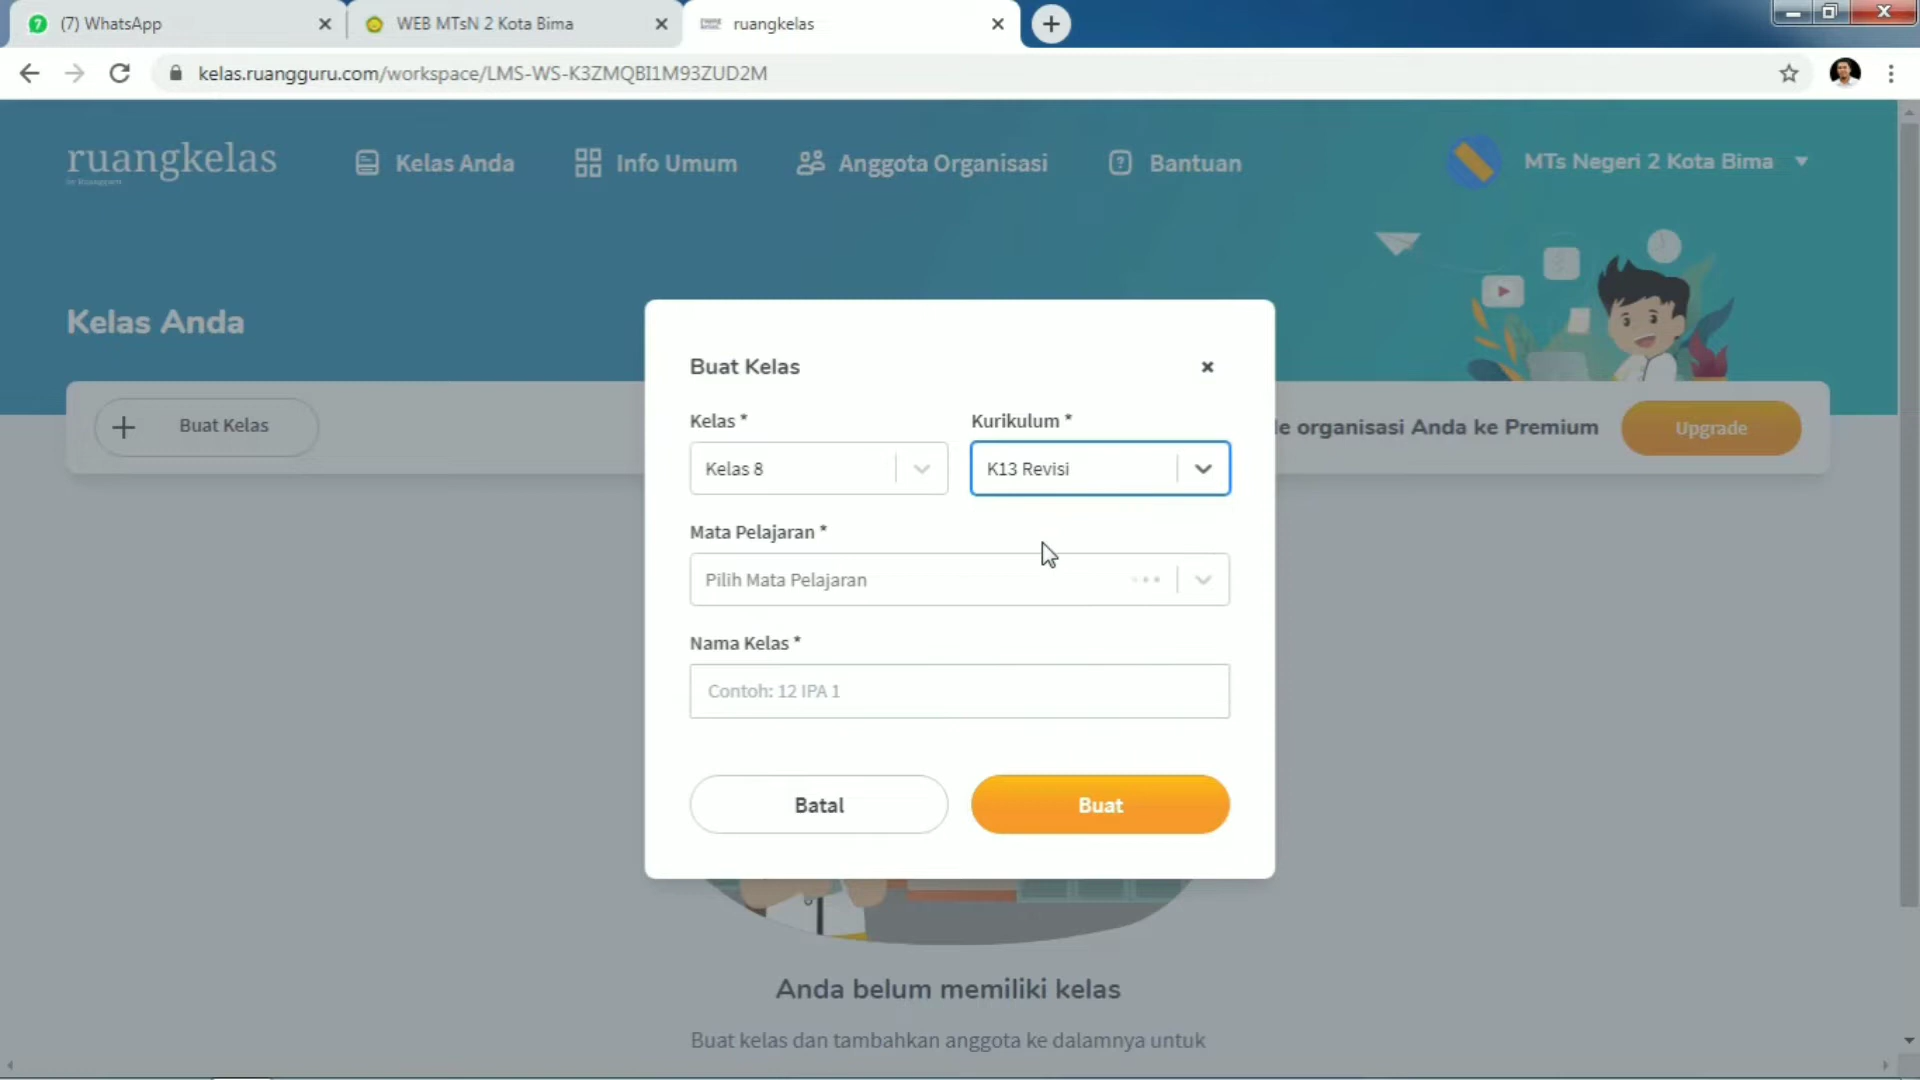 (7) WhatsApp
WEB MTsN 2 Kota Bima
ruangkelas
kelas.ruangguru.com/workspace/LMS-WS-K3ZMQBI1M93ZUD2M
ruangkelas
Kelas Anda
Info Umum
Anggota Organisasi
Bantuan
MTs Negeri 2 Kota Bima
Kelas Anda
Buat Kelas
le organisasi Anda ke Premium
Upgrade
Buat Kelas
Kelas *
Kurikulum *
Kelas 8
K13 Revisi
Mata Pelajaran *
Pilih Mata Pelajaran
Nama Kelas *
Contoh: 12 IPA 1
Batal
Buat
Anda belum memiliki kelas
Buat kelas dan tambahkan anggota ke dalamnya untuk